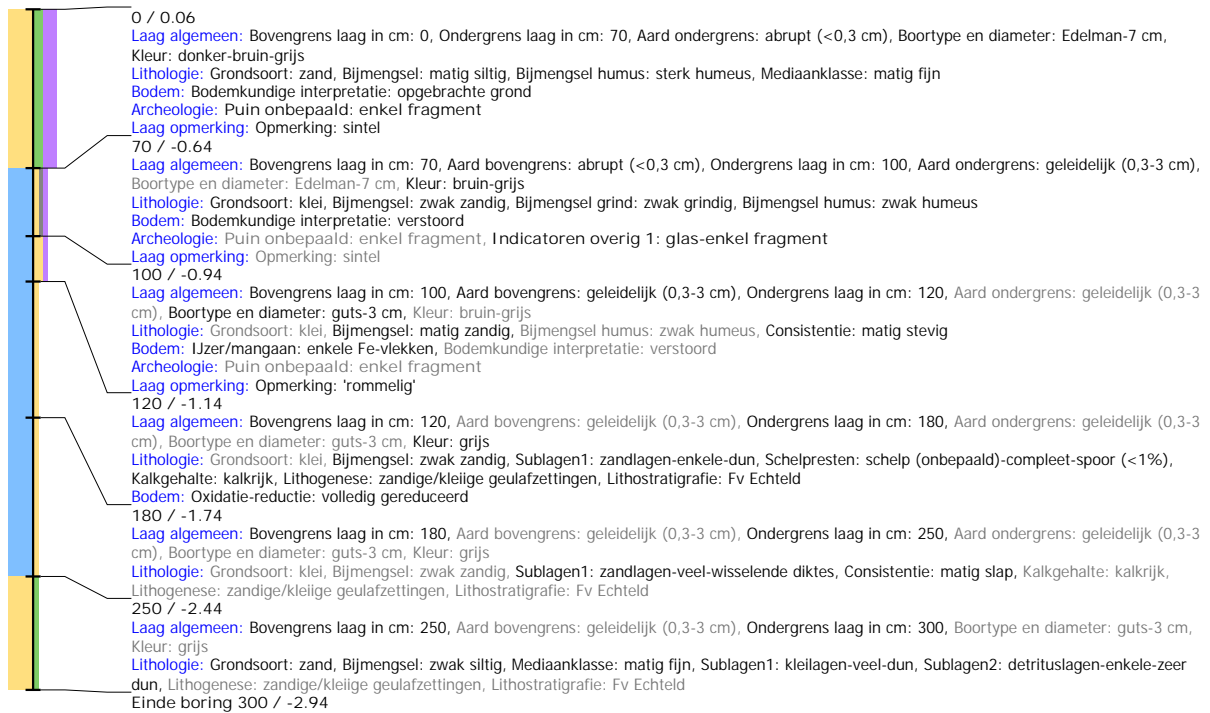 0 / 0.06
Laag algemeen: Bovengrens laag in cm: 0, Ondergrens laag in cm: 70, Aard ondergrens: abrupt (<0,3 cm), Boortype en diameter: Edelman-7 cm,
Kleur: donker-bruin-grijs
Lithologie: Grondsoort: zand, Bijmengsel: matig siltig, Bijmengsel humus: sterk humeus, Mediaanklasse: matig fijn
Bodem: Bodemkundige interpretatie: opgebrachte grond
Archeologie: Puin onbepaald: enkel fragment
Laag opmerking: Opmerking: sintel
70 / -0.64
Laag algemeen: Bovengrens laag in cm: 70, Aard bovengrens: abrupt (<0,3 cm), Ondergrens laag in cm: 100, Aard ondergrens: geleidelijk (0,3-3 cm),
Boortype en diameter: Edelman-7 cm, Kleur: bruin-grijs
Lithologie: Grondsoort: klei, Bijmengsel: zwak zandig, Bijmengsel grind: zwak grindig, Bijmengsel humus: zwak humeus
Bodem: Bodemkundige interpretatie: verstoord
Archeologie: Puin onbepaald: enkel fragment, Indicatoren overig 1: glas-enkel fragment
Laag opmerking: Opmerking: sintel
100 / -0.94
Laag algemeen: Bovengrens laag in cm: 100, Aard bovengrens: geleidelijk (0,3-3 cm), Ondergrens laag in cm: 120, Aard ondergrens: geleidelijk (0,3-3
cm), Boortype en diameter: guts-3 cm, Kleur: bruin-grijs
Lithologie: Grondsoort: klei, Bijmengsel: matig zandig, Bijmengsel humus: zwak humeus, Consistentie: matig stevig
Bodem: IJzer/mangaan: enkele Fe-vlekken, Bodemkundige interpretatie: verstoord
Archeologie: Puin onbepaald: enkel fragment
Laag opmerking: Opmerking: 'rommelig'
120 / -1.14
Laag algemeen: Bovengrens laag in cm: 120, Aard bovengrens: geleidelijk (0,3-3 cm), Ondergrens laag in cm: 180, Aard ondergrens: geleidelijk (0,3-3
cm), Boortype en diameter: guts-3 cm, Kleur: grijs
Lithologie: Grondsoort: klei, Bijmengsel: zwak zandig, Sublagen1: zandlagen-enkele-dun, Schelpresten: schelp (onbepaald)-compleet-spoor (<1%),
Kalkgehalte: kalkrijk, Lithogenese: zandige/kleiige geulafzettingen, Lithostratigrafie: Fv Echteld
Bodem: Oxidatie-reductie: volledig gereduceerd
180 / -1.74
Laag algemeen: Bovengrens laag in cm: 180, Aard bovengrens: geleidelijk (0,3-3 cm), Ondergrens laag in cm: 250, Aard ondergrens: geleidelijk (0,3-3
cm), Boortype en diameter: guts-3 cm, Kleur: grijs
Lithologie: Grondsoort: klei, Bijmengsel: zwak zandig, Sublagen1: zandlagen-veel-wisselende diktes, Consistentie: matig slap, Kalkgehalte: kalkrijk,
Lithogenese: zandige/kleiige geulafzettingen, Lithostratigrafie: Fv Echteld
250 / -2.44
Laag algemeen: Bovengrens laag in cm: 250, Aard bovengrens: geleidelijk (0,3-3 cm), Ondergrens laag in cm: 300, Boortype en diameter: guts-3 cm,
Kleur: grijs
Lithologie: Grondsoort: zand, Bijmengsel: zwak siltig, Mediaanklasse: matig fijn, Sublagen1: kleilagen-veel-dun, Sublagen2: detrituslagen-enkele-zeer
dun, Lithogenese: zandige/kleiige geulafzettingen, Lithostratigrafie: Fv Echteld
Einde boring 300 / -2.94